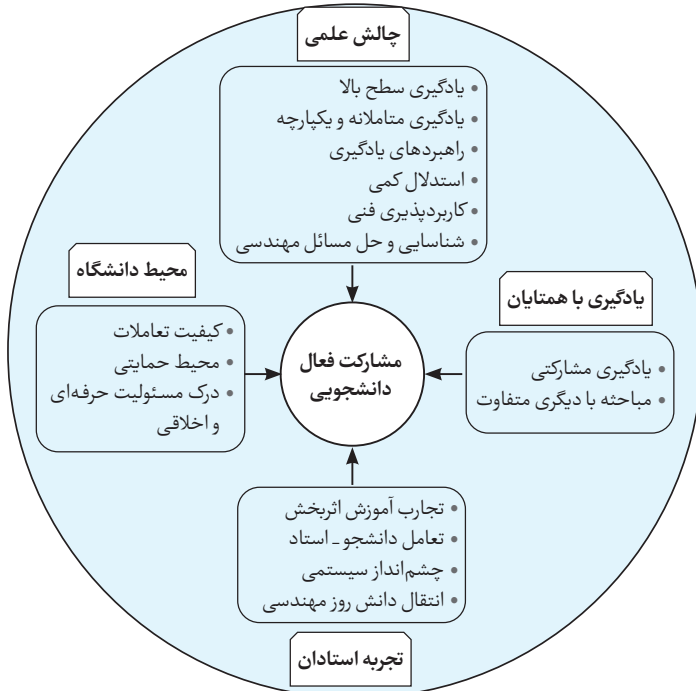 چالش علمی
• یادگیری سطح بالا
• یادگیری متاملانه و یکپارچه
• راهبردهای یادگیری
• استدلال کمی
• کاربردپذیری فنی
• شناسایی و حل مسائل مهندسی
یادگیری با همتایان
• یادگیری مشارکتی
• مباحثه با دیگری متفاوت
مشارکت فعال
دانشجویی
محیط دانشگاه
• کیفیت تعاملات
• محیط حمایتی
• درک مسئولیت حرفه‌ای
و اخلاقی
• تجارب آموزش اثربخش
• تعامل دانشجو ـ استاد
• چشم‌انداز سیستمی
• انتقال دانش روز مهندسی
تجربه استادان